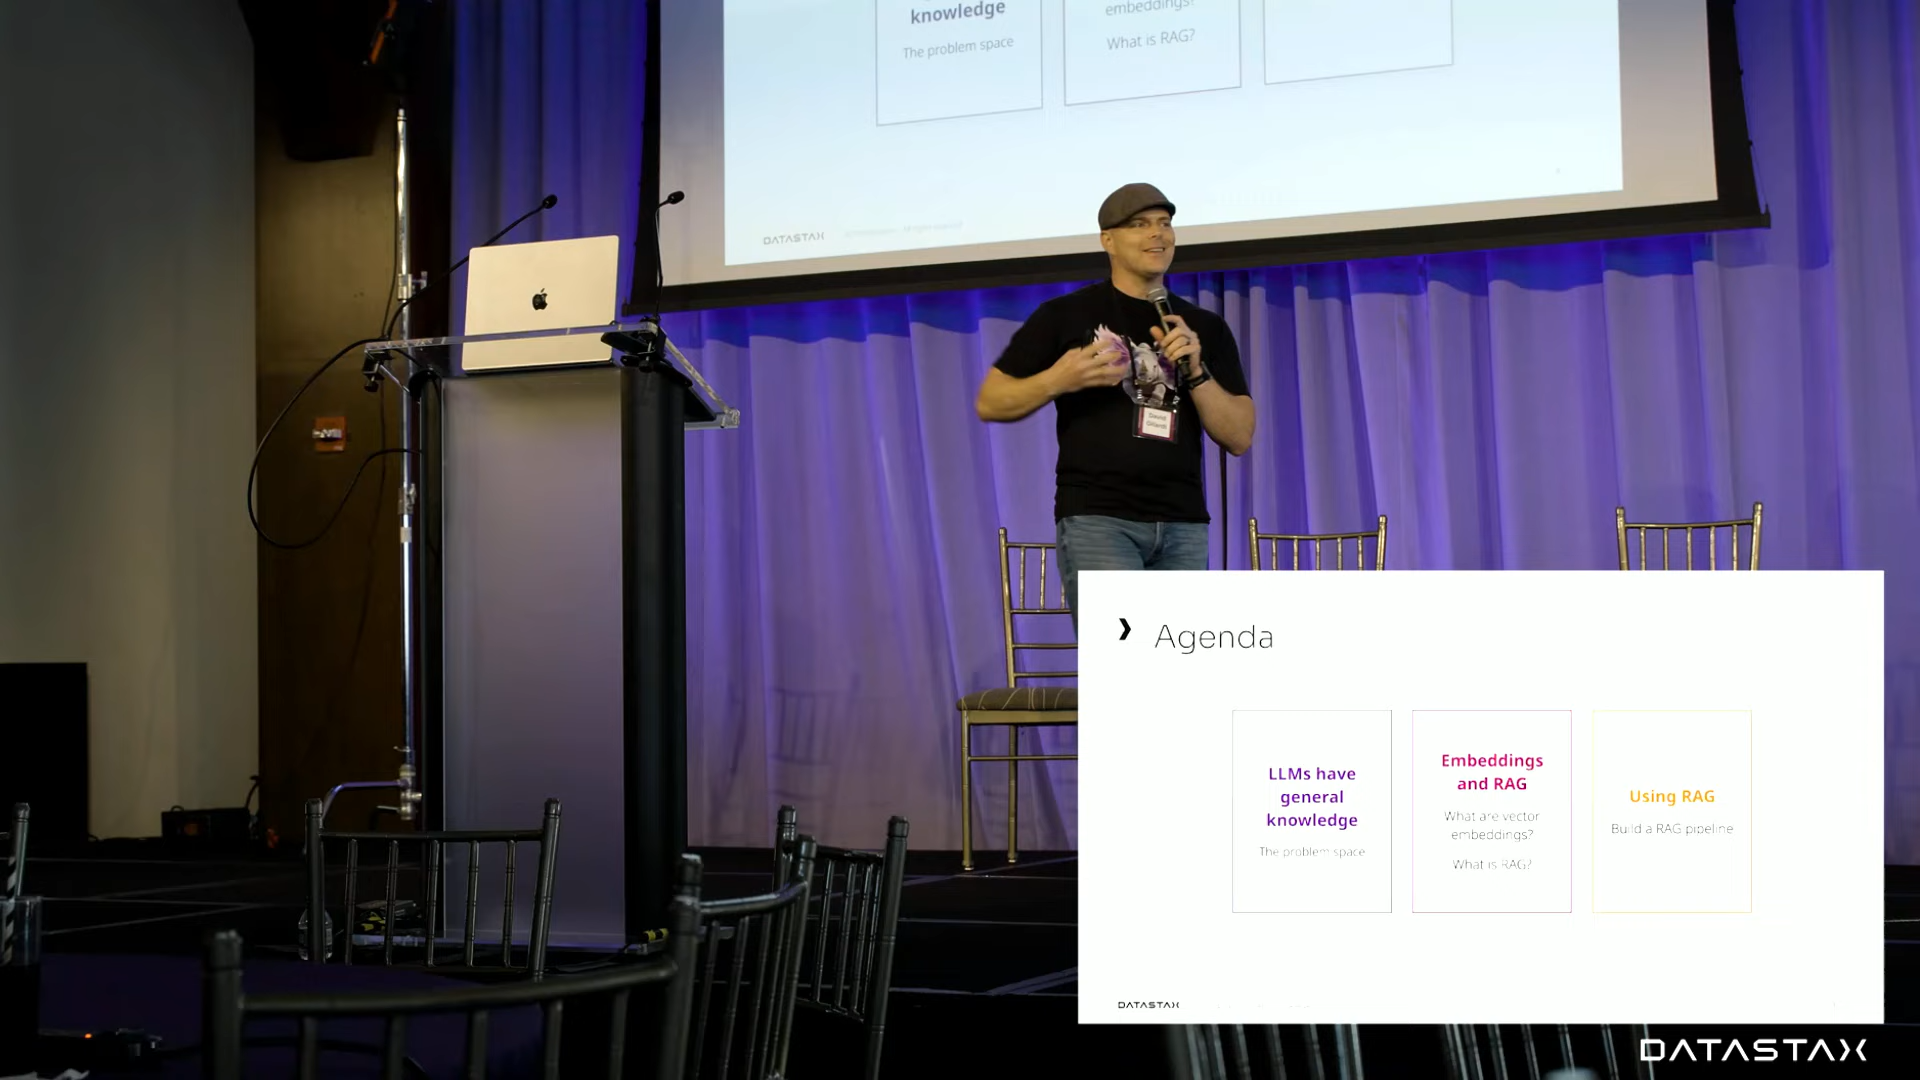 knowledge
The problem space
embeddings?
What is RAG?
DATASTAX
David
Agenda
LLMs have
general
knowledge
The problem space
Embeddings
and RAG
What are vector
embeddings?
What is RAG?
Using RAG
Build a RAG pipeline
DATASTAX
DATASTAX